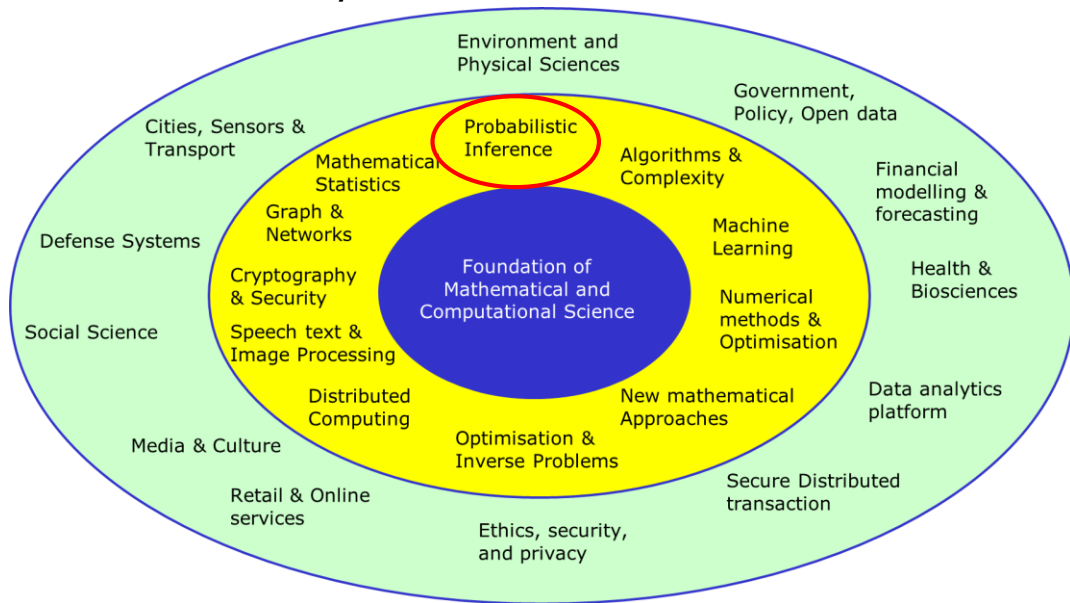 Environment and
Physical Sciences
Government,
Policy, Open data
Cities, Sensors &
Transport
Probabilistic
Inference
Mathematical
Statistics
Algorithms &
Complexity
Financial
modelling &
forecasting
Graph &
Networks
Machine
Learning
Defense Systems
Foundation of
Mathematical and
Computational Science
Health &
Biosciences
Cryptography
& Security
Numerical
methods &
Optimisation
Social Science
Speech text &
Image Processing
Distributed
Computing
New mathematical
Approaches
Data analytics
platform
Media & Culture
Optimisation &
Inverse Problems
Retail & Online
services
Secure Distributed
transaction
Ethics, security,
and privacy